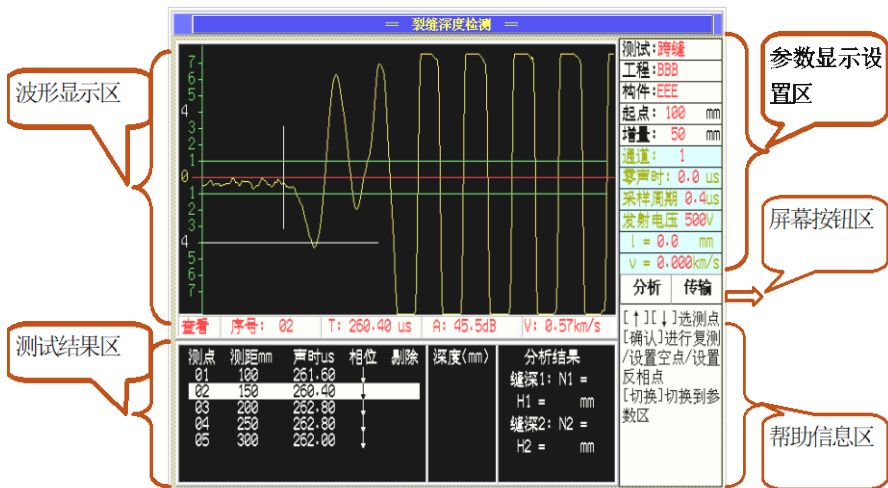 = 裂缝深度检测 =
波形显示区
7
6
5
4
3
2
1
0
1
2
3
4
5
6
7
查看 序号: 02 T: 260.40 us A: 45.5dB V: 0.57km/s
测试:跨缝
工程:BBB
构件:EEE
起点: 100 mm
增量: 50 mm
通道: 1
零声时: 0.0 us
采样周期 0.4us
发射电压 500V
l = 0.0 mm
v = 0.000km/s
分析 传输
参数显示设
置区
屏幕按钮区
测试结果区
测点 测距mm 声时us 相位 剔除
01 100 261.60 ↓
02 150 260.40 ↓
03 200 262.80 ↓
04 250 262.80 ↓
05 300 262.00 ↓
深度(mm)
分析结果
缝深1: N1 =
H1 = mm
缝深2: N2 =
H2 = mm
[↑][↓]选测点
[确认]进行复测
/设置空点/设置
反相点
[切换]切换到参
数区
帮助信息区